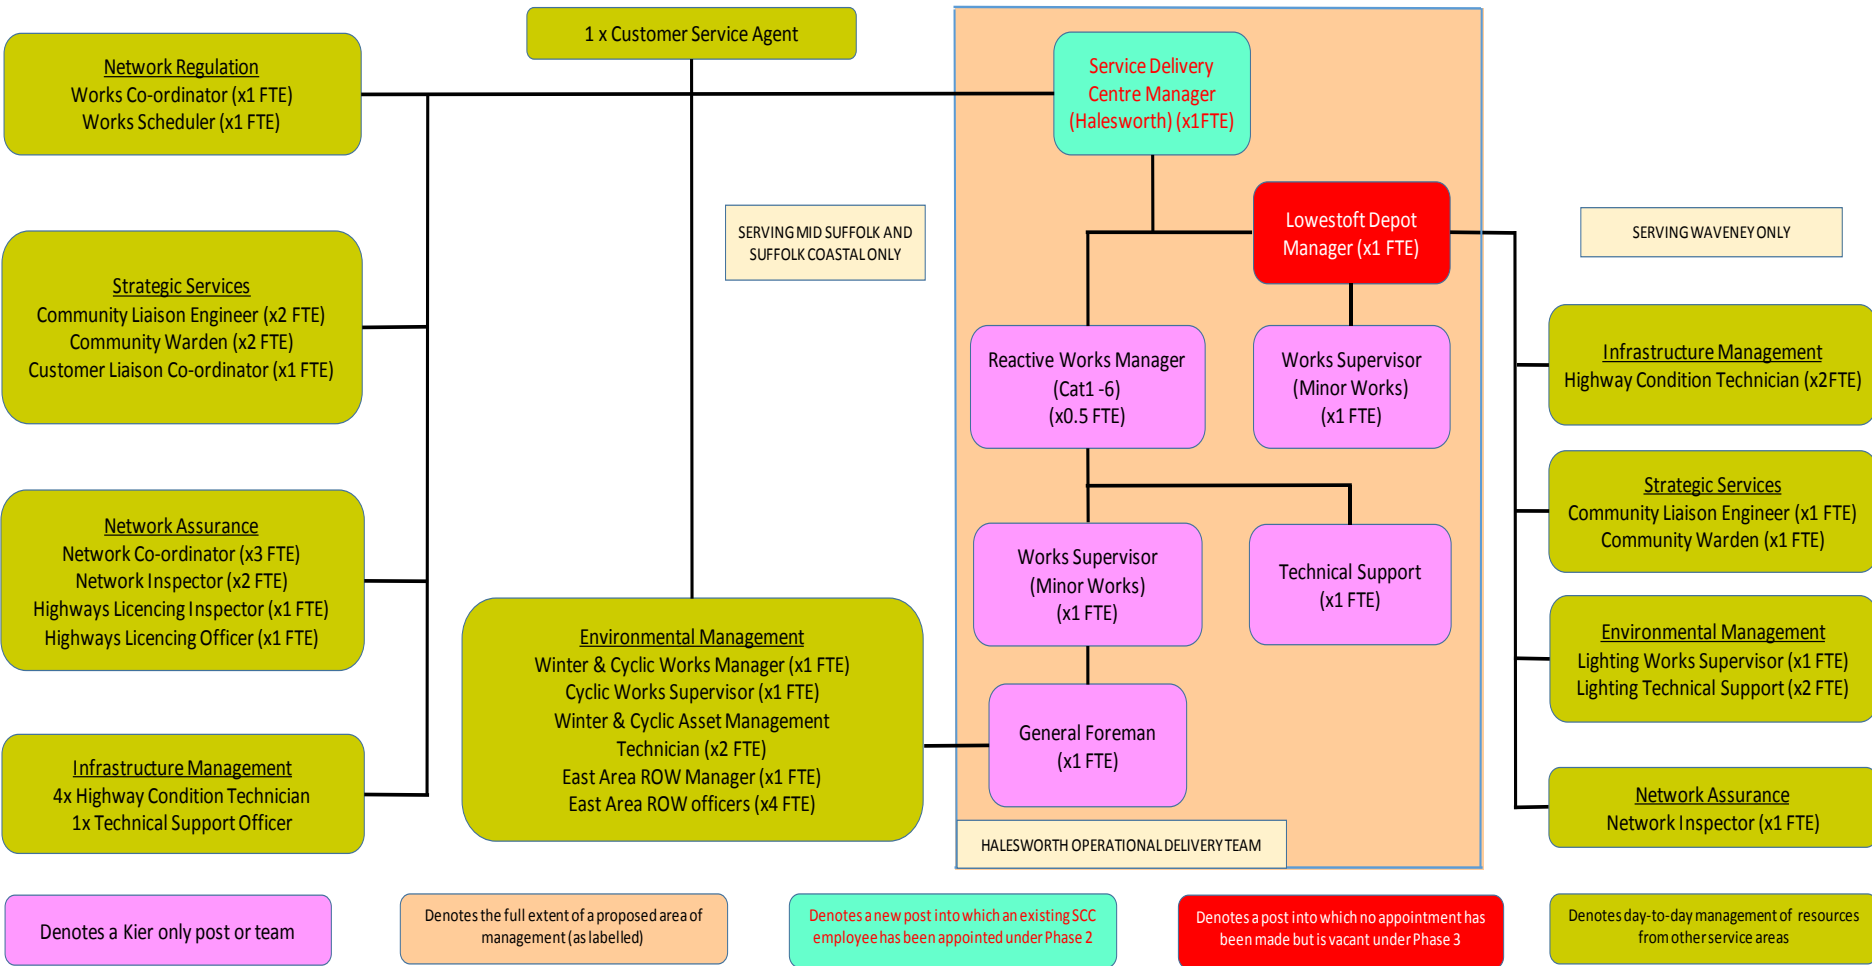 1 x Customer Service Agent
Network Regulation
Works Co-ordinator (x1 FTE)
Works Scheduler (x1 FTE)
Service Delivery
Centre Manager
(Halesworth) (x1FTE)
SERVING MID SUFFOLK AND
SUFFOLK COASTAL ONLY
Lowestoft Depot
Manager (x1 FTE)
SERVING WAVENEY ONLY
Strategic Services
Community Liaison Engineer (x2 FTE)
Community Warden (x2 FTE)
Customer Liaison Co-ordinator (x1 FTE)
Reactive Works Manager
(Cat1 -6)
(x0.5 FTE)
Works Supervisor
(Minor Works)
(x1 FTE)
Infrastructure Management
Highway Condition Technician (x2FTE)
Strategic Services
Community Liaison Engineer (x1 FTE)
Community Warden (x1 FTE)
Network Assurance
Network Co-ordinator (x3 FTE)
Network Inspector (x2 FTE)
Highways Licencing Inspector (x1 FTE)
Highways Licencing Officer (x1 FTE)
Works Supervisor
(Minor Works)
(x1 FTE)
Technical Support
(x1 FTE)
Environmental Management
Winter & Cyclic Works Manager (x1 FTE)
Cyclic Works Supervisor (x1 FTE)
Winter & Cyclic Asset Management
Technician (x2 FTE)
East Area ROW Manager (x1 FTE)
East Area ROW officers (x4 FTE)
Environmental Management
Lighting Works Supervisor (x1 FTE)
Lighting Technical Support (x2 FTE)
General Foreman
(x1 FTE)
Infrastructure Management
4x Highway Condition Technician
1x Technical Support Officer
Network Assurance
Network Inspector (x1 FTE)
HALESWORTH OPERATIONAL DELIVERY TEAM
Denotes a Kier only post or team
Denotes the full extent of a proposed area of
management (as labelled)
Denotes a new post into which an existing SCC
employee has been appointed under Phase 2
Denotes a post into which no appointment has
been made but is vacant under Phase 3
Denotes day-to-day management of resources
from other service areas